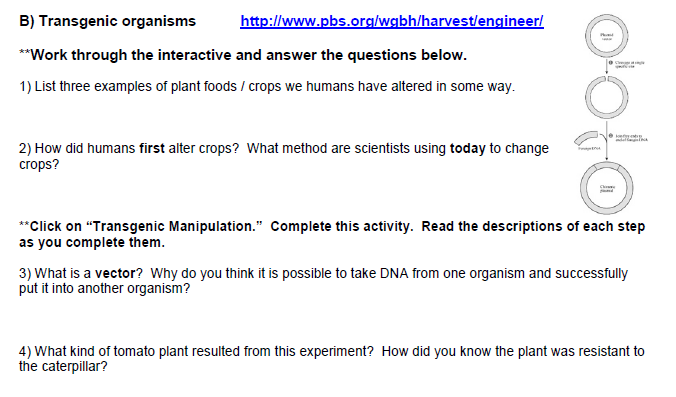 B) Transgenic organisms http://www.pbs.org/wgbh/harvest/engineer/
**Work through the interactive and answer the questions below.
1) List three examples of plant foods / crops we humans have altered in some way.
2) How did humans first alter crops?  What method are scientists using today to change
crops?
**Click on “Transgenic Manipulation.”  Complete this activity.  Read the descriptions of each step
as you complete them.
3) What is a vector?  Why do you think it is possible to take DNA from one organism and successfully
put it into another organism?
4) What kind of tomato plant resulted from this experiment?  How did you know the plant was resistant to
the caterpillar?
Plasmid
Foreign DNA
Chimeric
plasmid